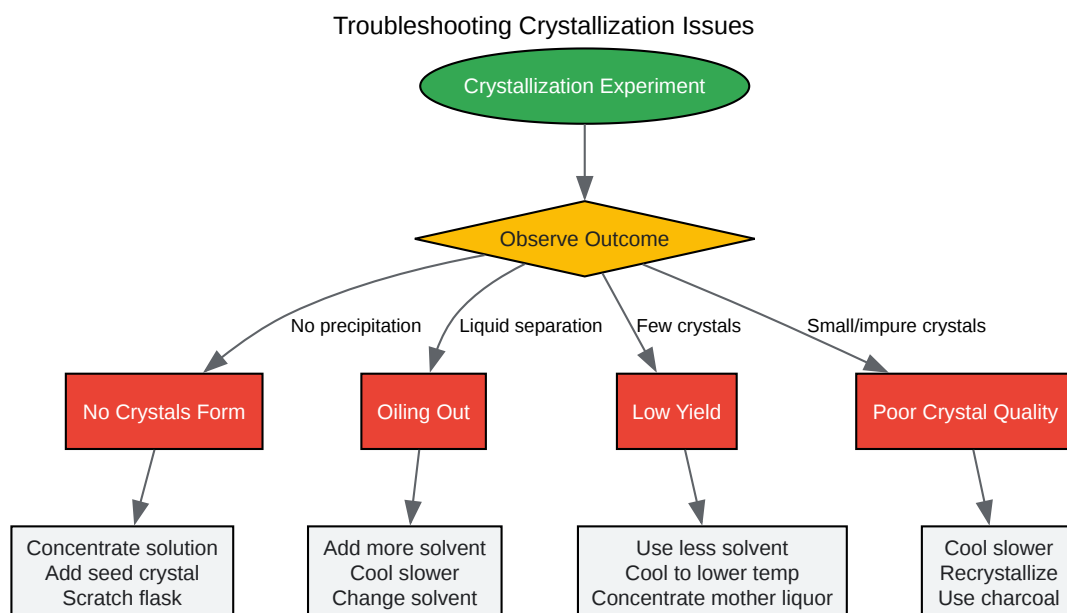 Troubleshooting Crystallization Issues
Crystallization Experiment
Observe Outcome
No precipitation
Liquid separation
Few crystals
Small/impure crystals
No Crystals Form
Oiling Out
Low Yield
Poor Crystal Quality
Concentrate solution
Add seed crystal
Scratch flask
Add more solvent
Cool slower
Change solvent
Use less solvent
Cool to lower temp
Concentrate mother liquor
Cool slower
Recrystallize
Use charcoal